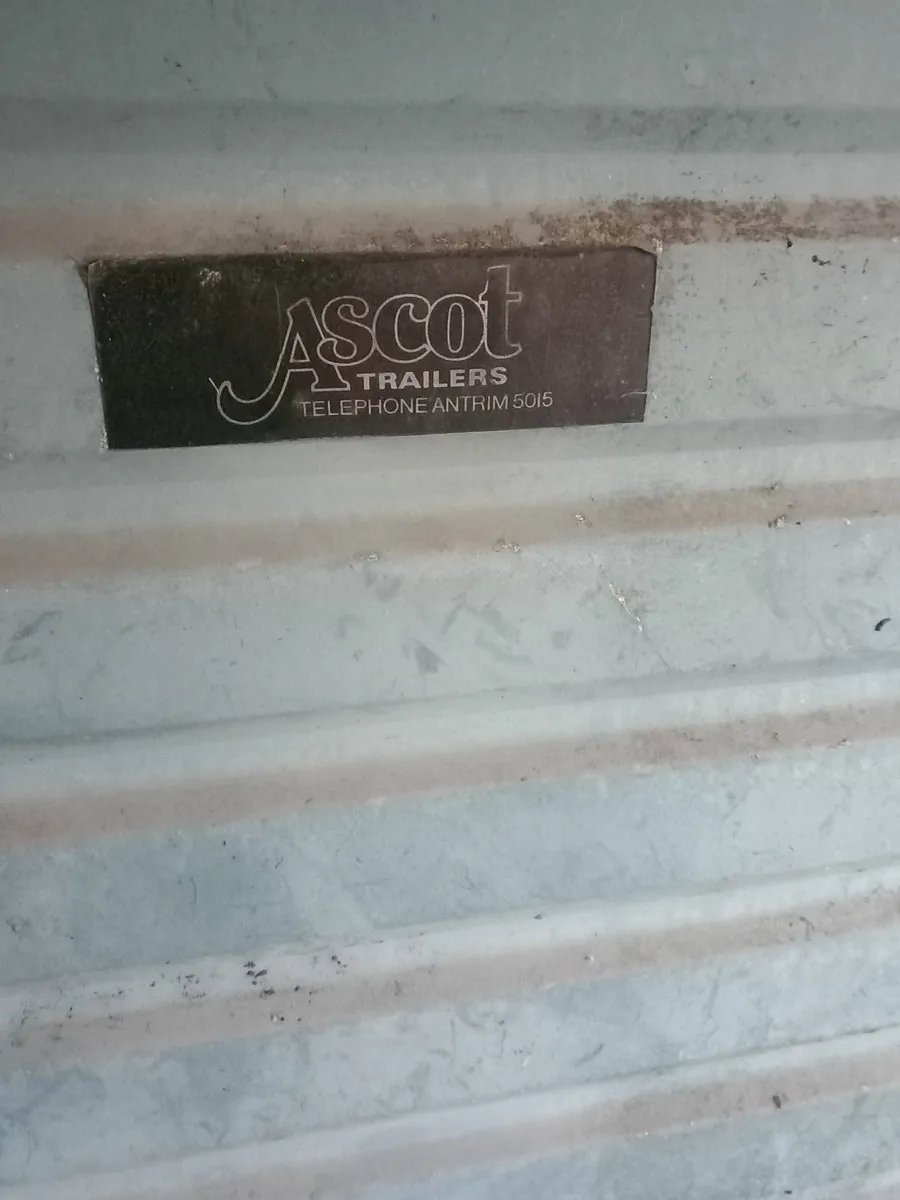 Ascot
TRAILERS
TELEPHONE ANTRIM 5015